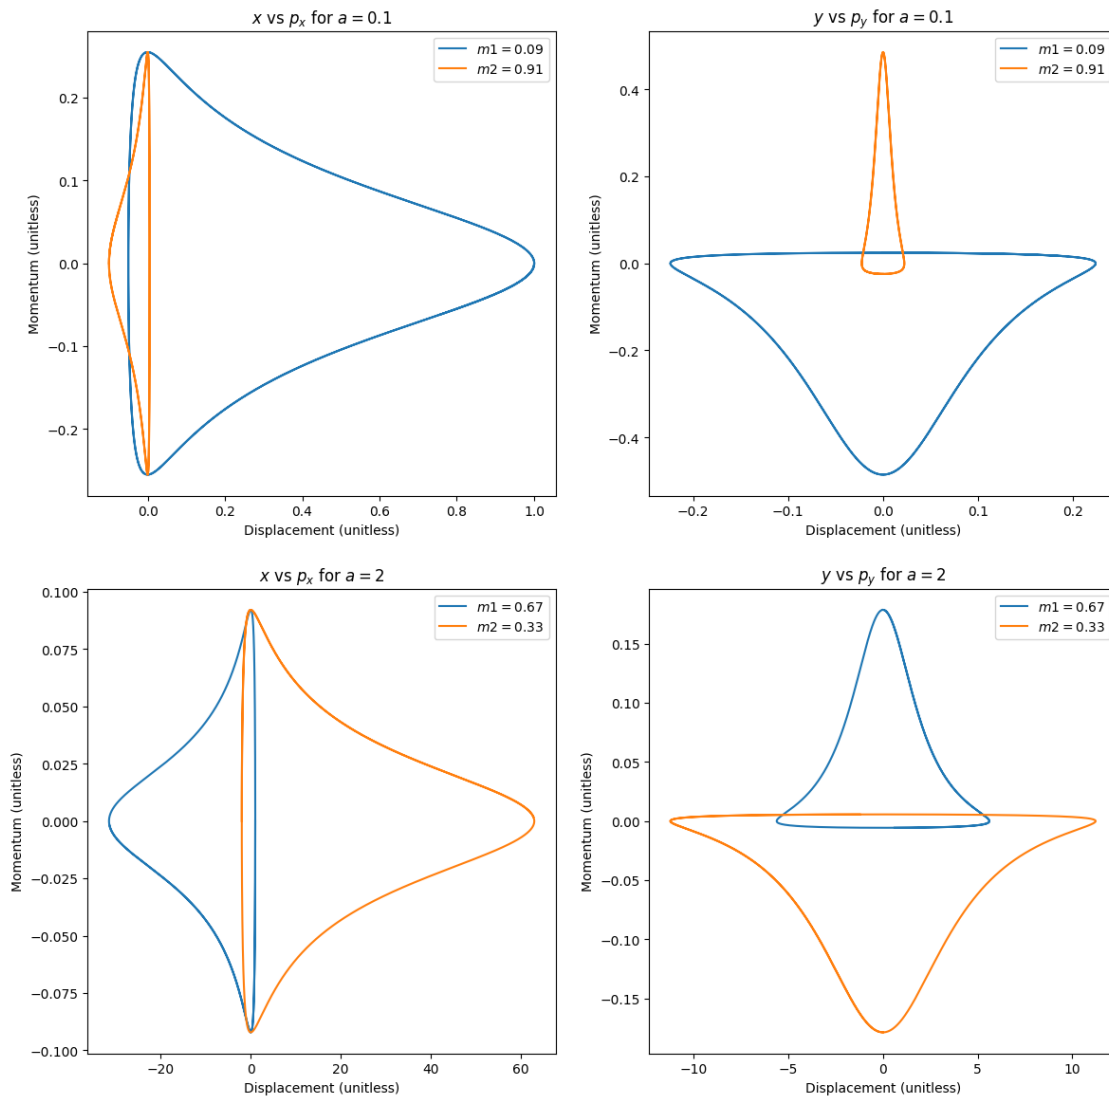 x vs pₓ for a = 0.1
m1 = 0.09
m2 = 0.91
0.2
0.1
0.0
−0.1
−0.2
Momentum (unitless)
0.0 0.2 0.4 0.6 0.8 1.0
Displacement (unitless)
y vs p_y for a = 0.1
m1 = 0.09
m2 = 0.91
0.4
0.2
0.0
−0.2
−0.4
Momentum (unitless)
−0.2 −0.1 0.0 0.1 0.2
Displacement (unitless)
x vs pₓ for a = 2
m1 = 0.67
m2 = 0.33
0.100
0.075
0.050
0.025
0.000
−0.025
−0.050
−0.075
−0.100
Momentum (unitless)
−20 0 20 40 60
Displacement (unitless)
y vs p_y for a = 2
m1 = 0.67
m2 = 0.33
0.15
0.10
0.05
0.00
−0.05
−0.10
−0.15
Momentum (unitless)
−10 −5 0 5 10
Displacement (unitless)